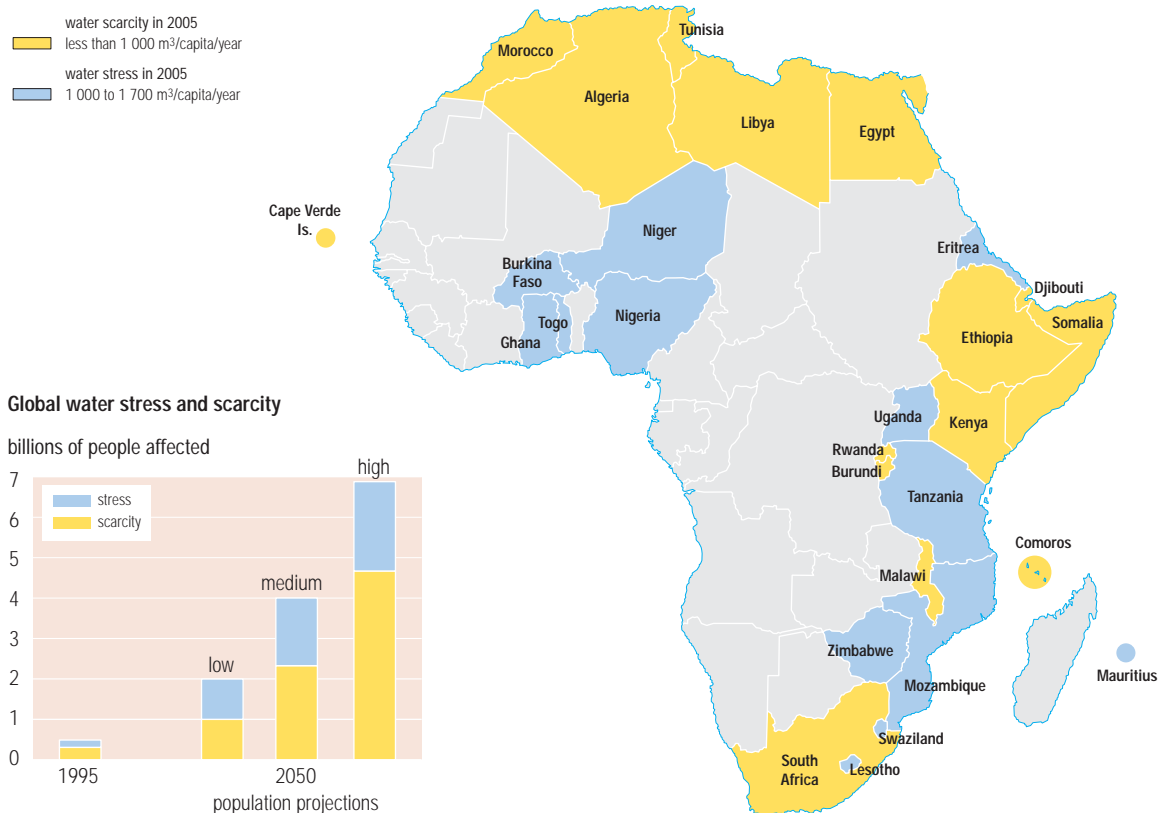 water scarcity in 2005
less than 1 000 m³/capita/year
water stress in 2005
1 000 to 1 700 m³/capita/year
Tunisia
Morocco
Algeria
Libya
Egypt
Cape Verde
Is.
Niger
Eritrea
Burkina
Faso
Djibouti
Togo
Nigeria
Somalia
Ghana
Ethiopia
Uganda
Kenya
Rwanda
Burundi
Tanzania
Comoros
Malawi
Zimbabwe
Mozambique
Mauritius
Swaziland
South
Africa
Lesotho
Global water stress and scarcity
billions of people affected
7
6
5
4
3
2
1
0
stress
scarcity
low
medium
high
1995
2050
population projections